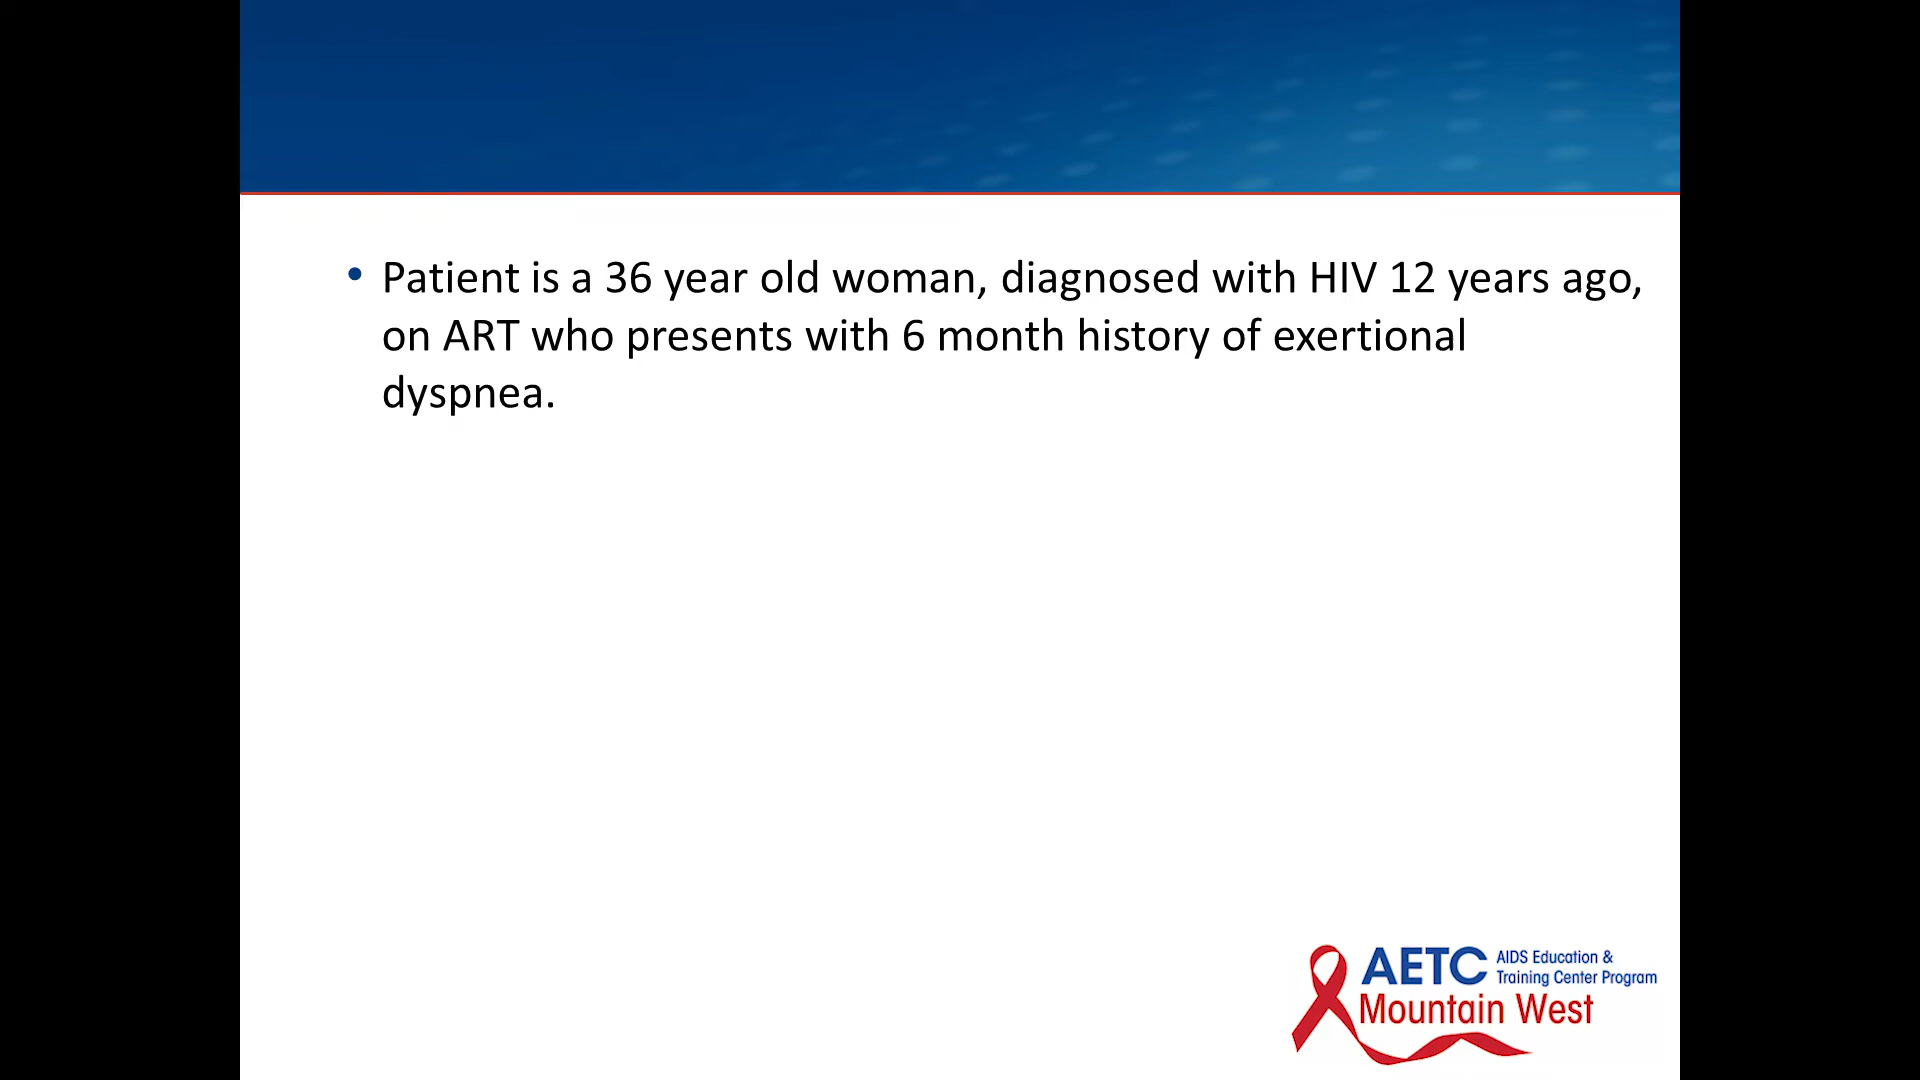 • Patient is a 36 year old woman, diagnosed with HIV 12 years ago,
on ART who presents with 6 month history of exertional
dyspnea.
AETC AIDS Education &
Training Center Program
Mountain West